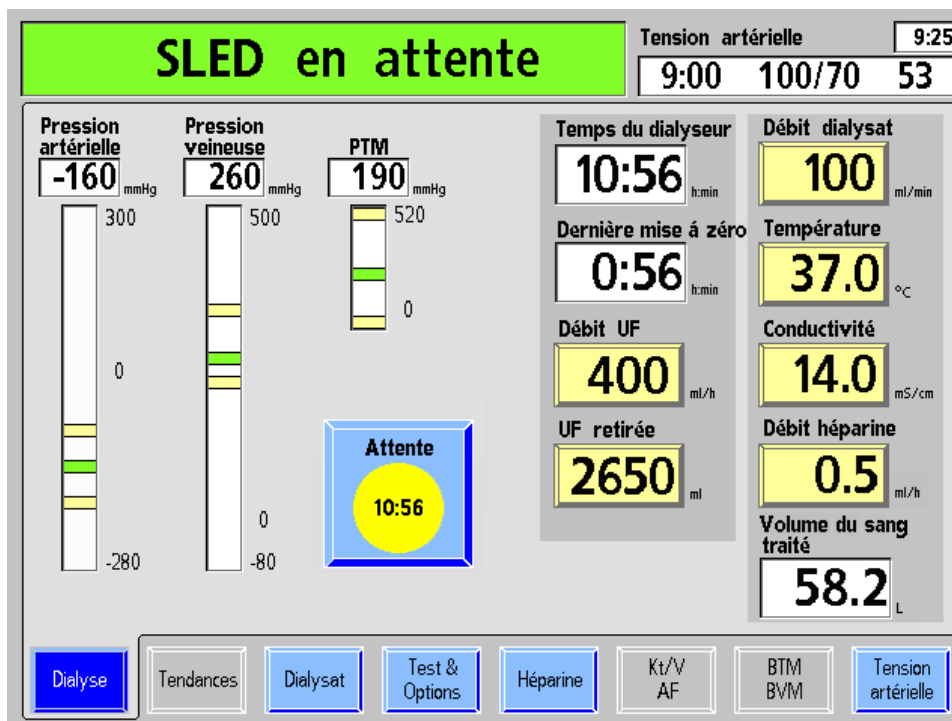 SLED en attente
Tension artérielle
9:25
9:00 100/70 53
Pression
artérielle
-160 mmHg
300
0
-280
Pression
veineuse
260 mmHg
500
0
-80
PTM
190 mmHg
520
0
Attente
10:56
Temps du dialyseur
10:56 h:min
Dernière mise á zéro
0:56 h:min
Débit UF
400 ml/h
UF retirée
2650 ml
Débit dialysat
100 ml/min
Température
37.0 °C
Conductivité
14.0 mS/cm
Débit héparine
0.5 ml/h
Volume du sang
traité
58.2 L
Dialyse
Tendances
Dialysat
Test &
Options
Héparine
Kt/V
AF
BTM
BVM
Tension
artérielle